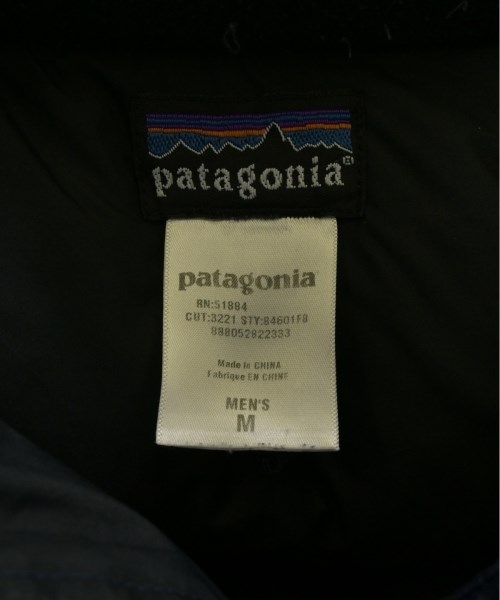 patagonia®
patagonia
RN:51884
CUT:3221 STY:84601F8
888052822333
Made in CHINA
Fabriqué EN CHINE
MEN'S
M